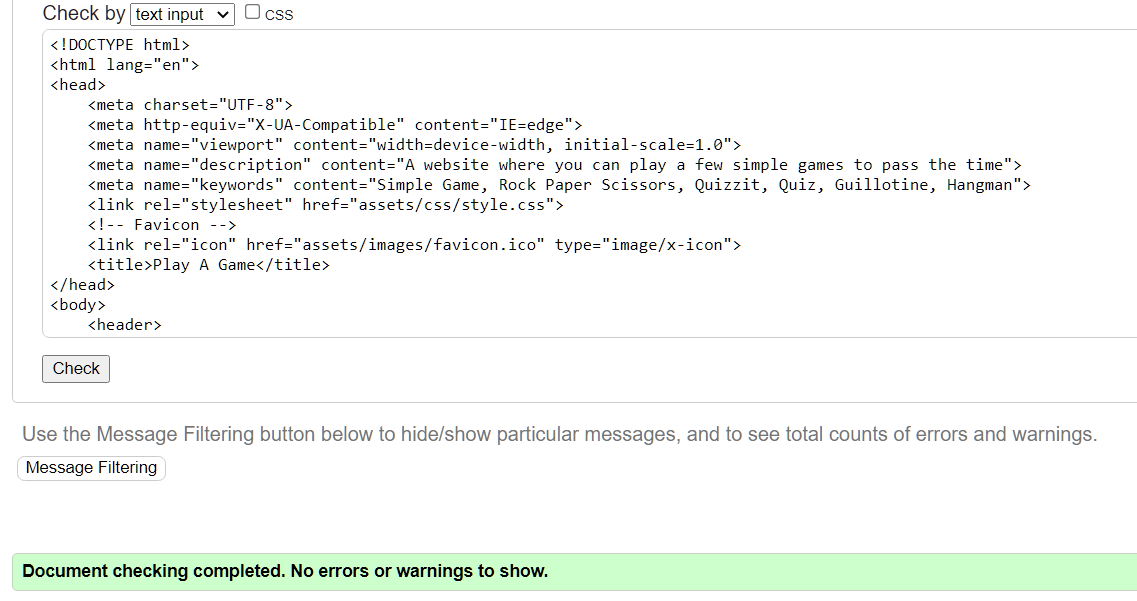 Check by text input CSS
<!DOCTYPE html>
<html lang="en">
<head>
    <meta charset="UTF-8">
    <meta http-equiv="X-UA-Compatible" content="IE=edge">
    <meta name="viewport" content="width=device-width, initial-scale=1.0">
    <meta name="description" content="A website where you can play a few simple games to pass the time">
    <meta name="keywords" content="Simple Game, Rock Paper Scissors, Quizzit, Quiz, Guillotine, Hangman">
    <link rel="stylesheet" href="assets/css/style.css">
    <!-- Favicon -->
    <link rel="icon" href="assets/images/favicon.ico" type="image/x-icon">
    <title>Play A Game</title>
</head>
<body>
    <header>
Check
Use the Message Filtering button below to hide/show particular messages, and to see total counts of errors and warnings.
Message Filtering
Document checking completed. No errors or warnings to show.